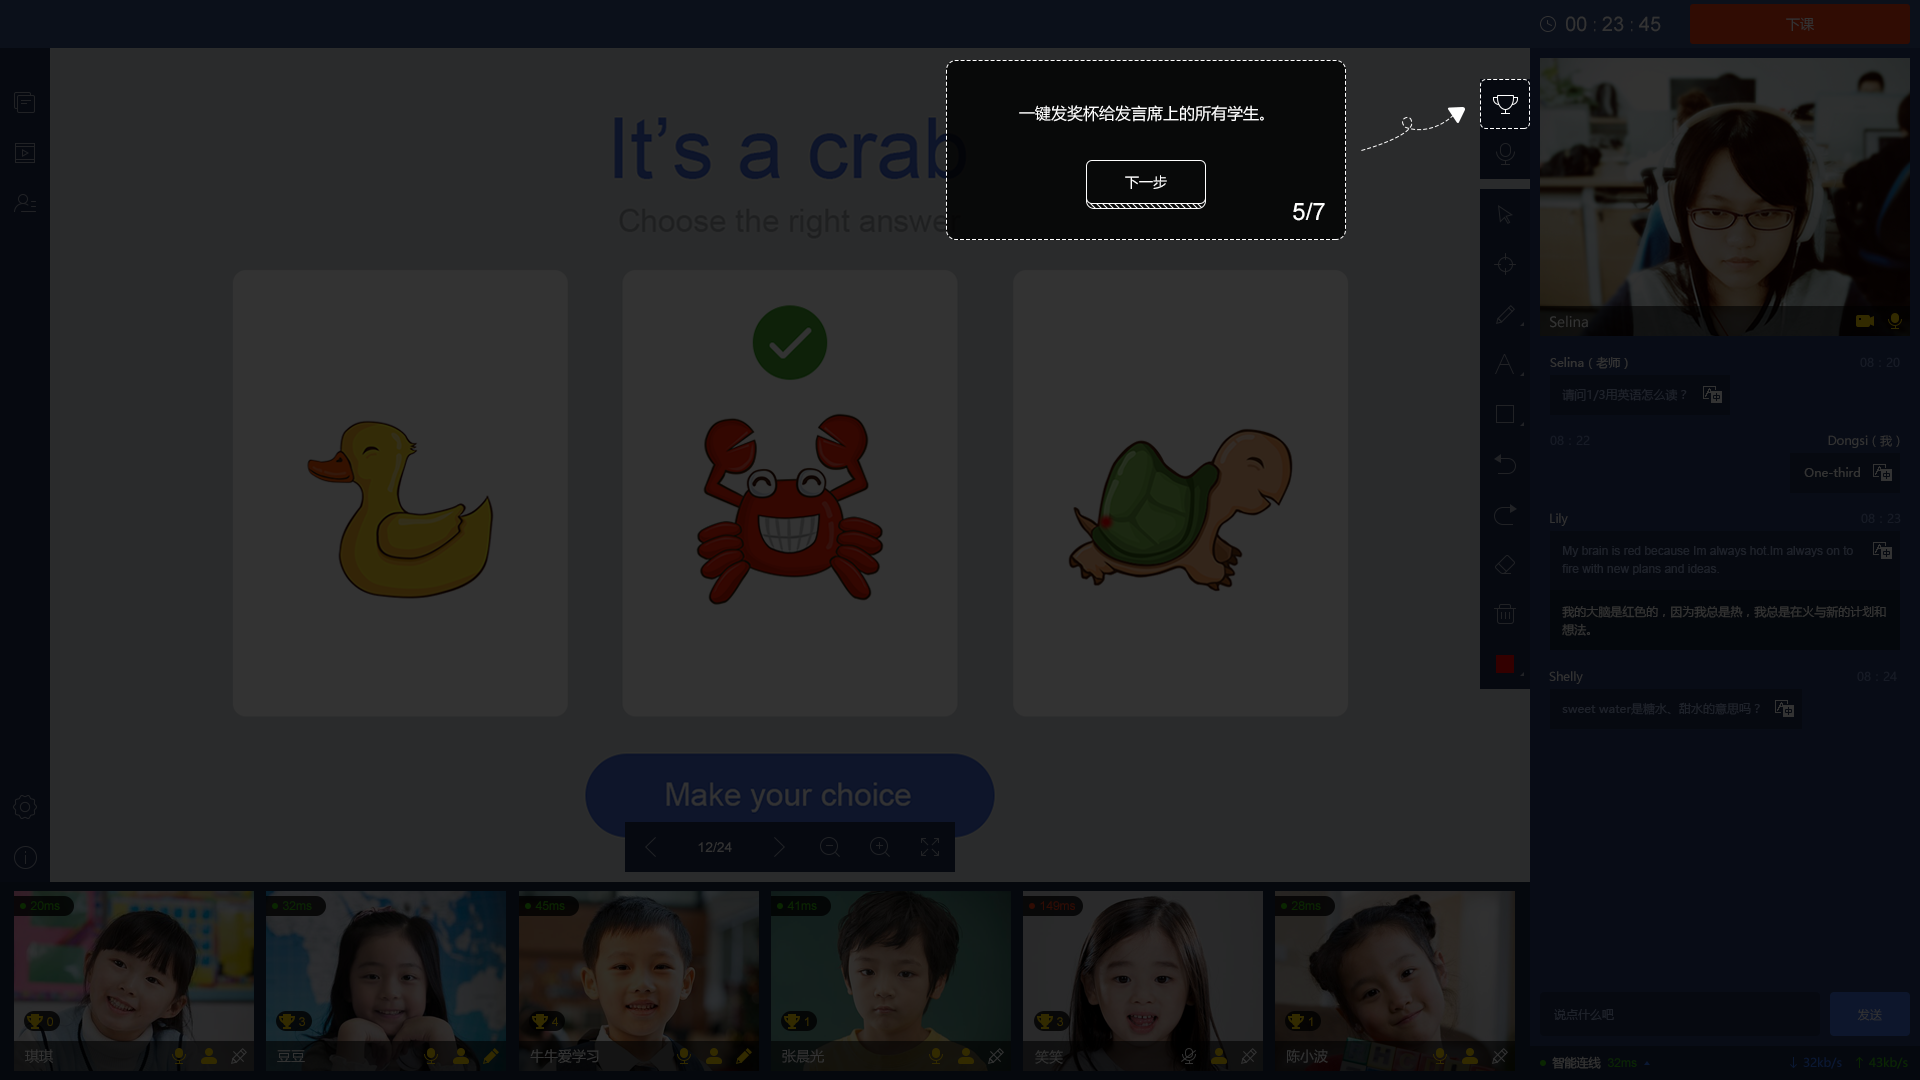 00 : 23 : 45
下课
一键发奖杯给发言席上的所有学生。
下一步
5/7
It's a crab
Choose the right answer
Make your choice
12/24
Selina
Selina（老师）
08 : 20
请问1/3用英语怎么读？
08 : 22
Dongsi（我）
One-third
Lily
08 : 23
My brain is red because Im always hot.Im always on to
fire with new plans and ideas.
我的大脑是红色的，因为我总是热，我总是在火与新的计划和
想法。
Shelly
08 : 24
sweet water是糖水、甜水的意思吗？
20ms
0
琪琪
32ms
3
豆豆
45ms
4
牛牛爱学习
41ms
1
张晨光
149ms
3
笑笑
28ms
1
陈小波
说点什么吧
发送
智能连线 32ms
↓ 32kb/s
↑ 43kb/s